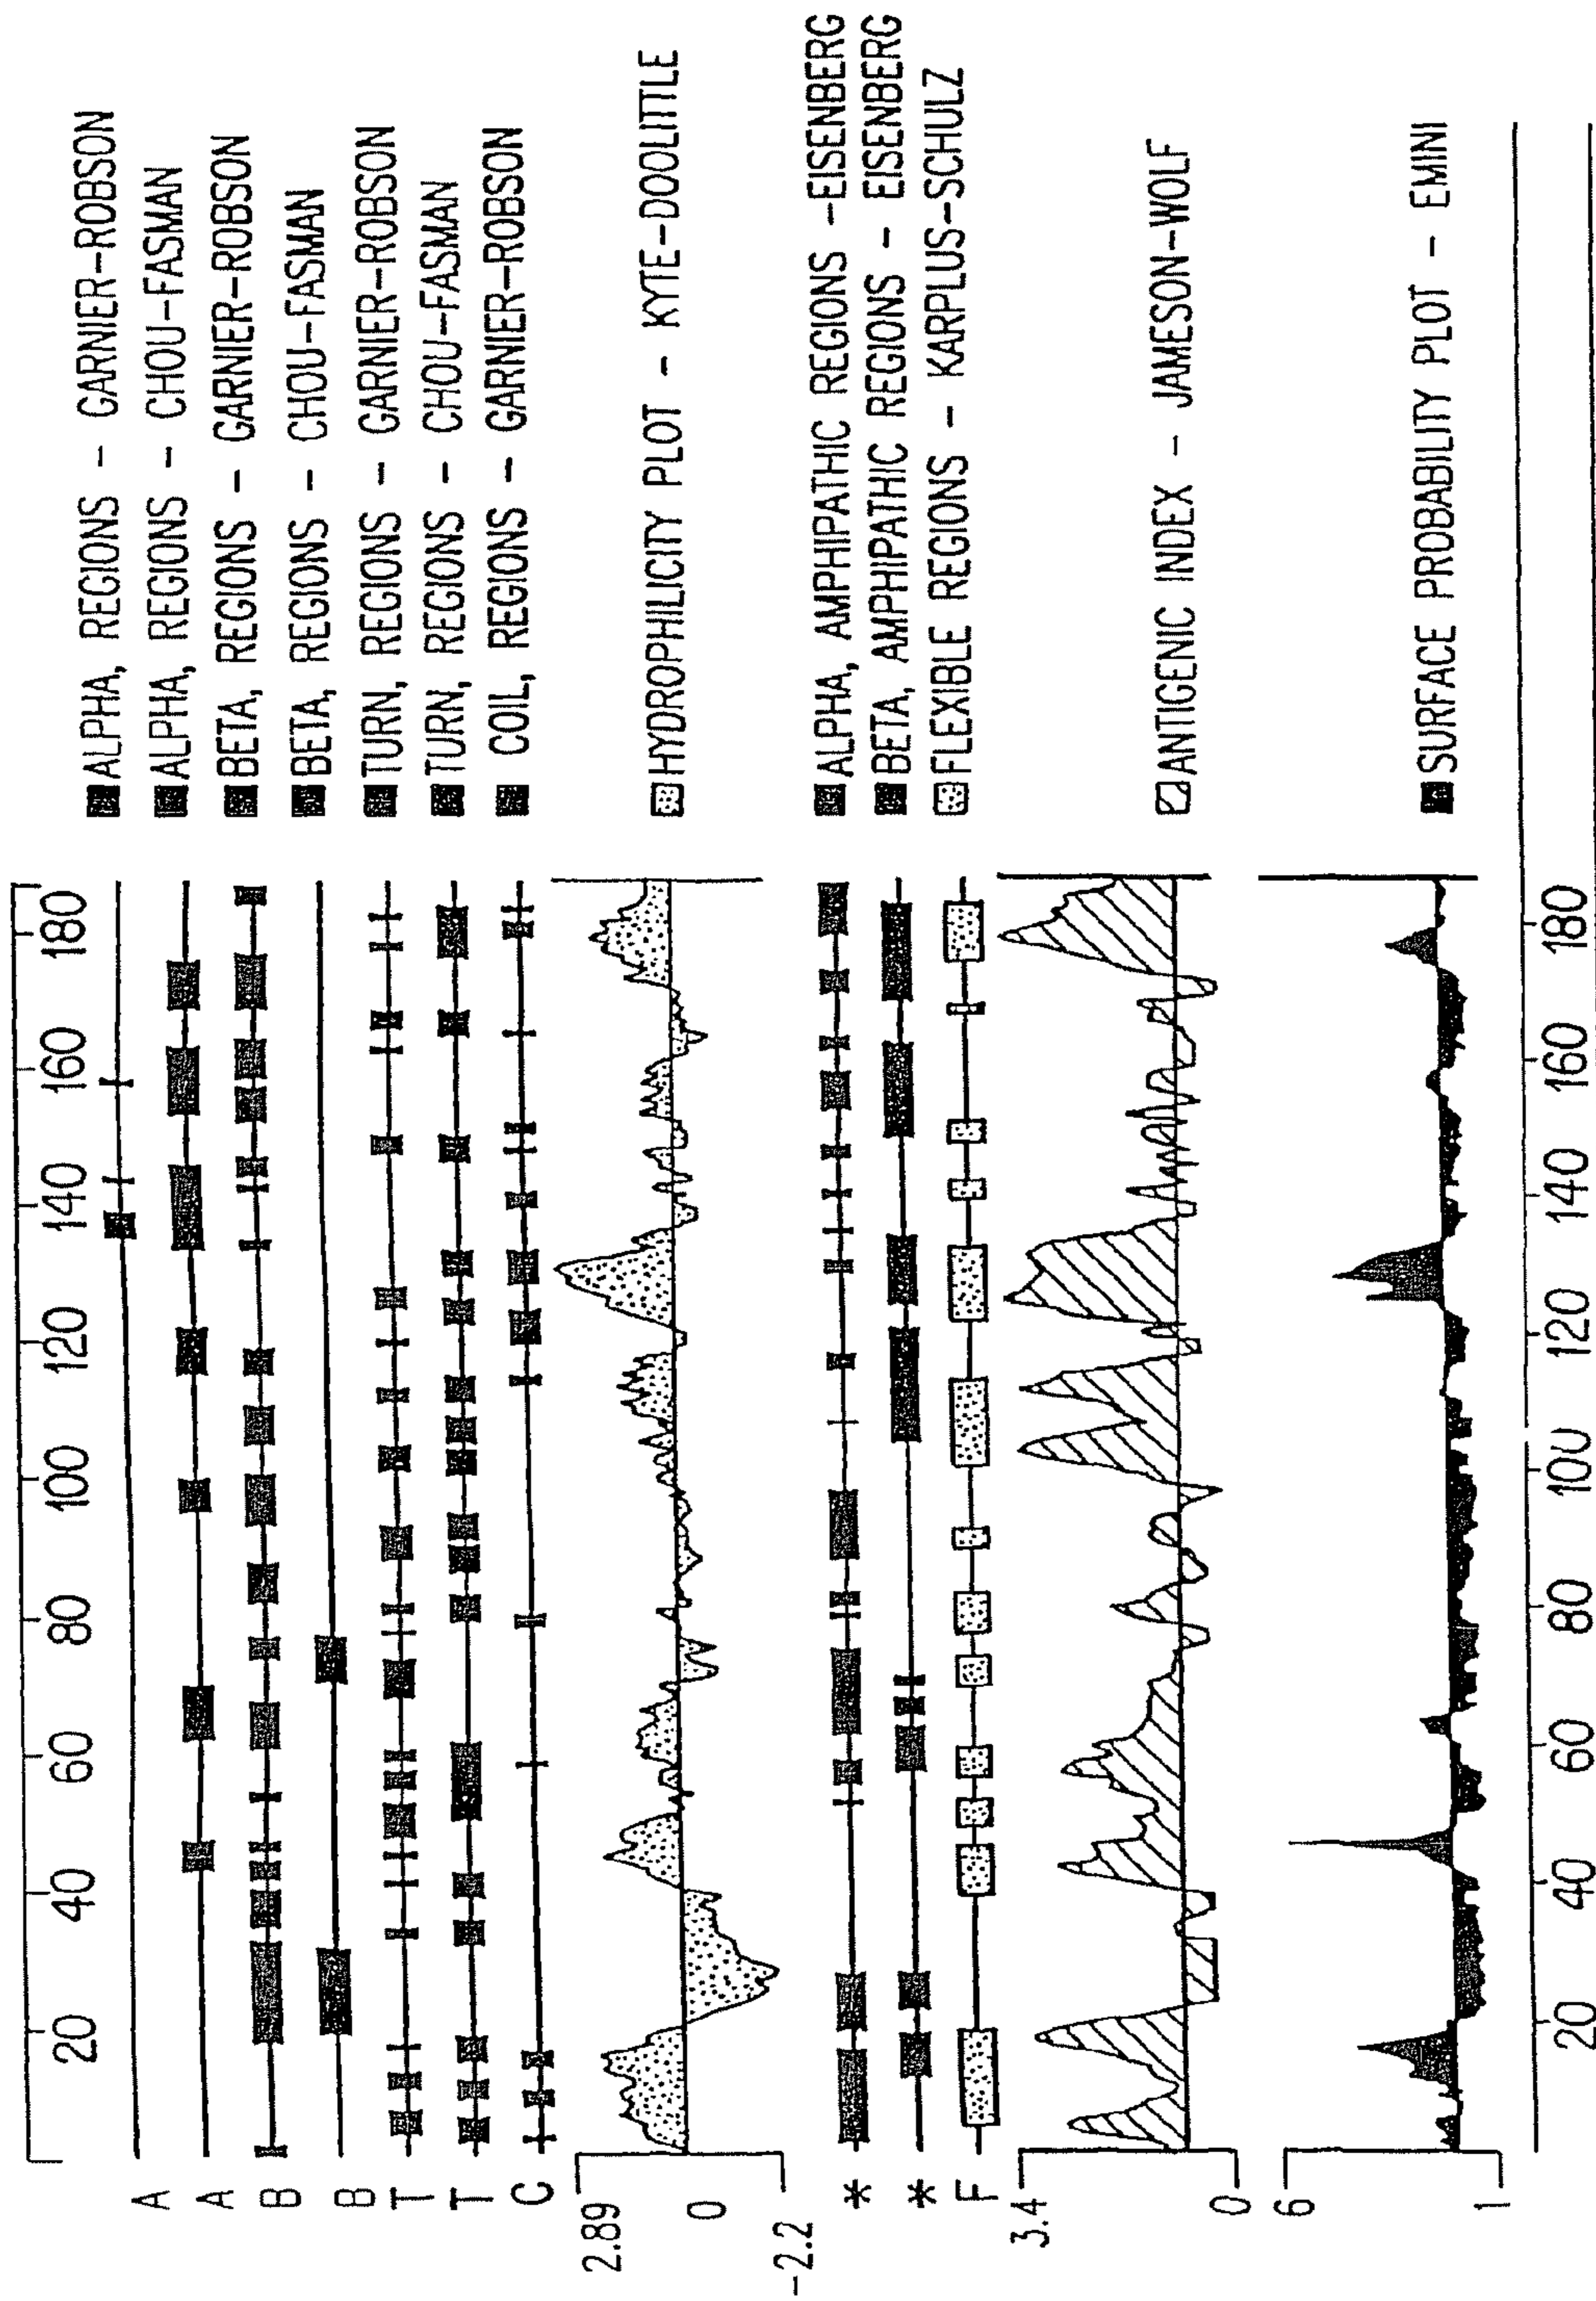 20 40 60 80 100 120 140 160 180
A ALPHA, REGIONS - GARNIER-ROBSON
A ALPHA, REGIONS - CHOU-FASMAN
B BETA, REGIONS - GARNIER-ROBSON
B BETA, REGIONS - CHOU-FASMAN
T TURN, REGIONS - GARNIER-ROBSON
T TURN, REGIONS - CHOU-FASMAN
C COIL, REGIONS - GARNIER-ROBSON
2.89
HYDROPHILICITY PLOT - KYTE-DOOLITTLE
0
-2.2
* ALPHA, AMPHIPATHIC REGIONS -EISENBERG
* BETA, AMPHIPATHIC REGIONS - EISENBERG
F FLEXIBLE REGIONS - KARPLUS-SCHULZ
3.4
ANTIGENIC INDEX - JAMESON-WOLF
0
6
SURFACE PROBABILITY PLOT - EMINI
1
20 40 60 80 100 120 140 160 180